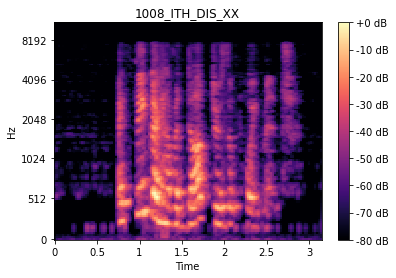 1008_ITH_DIS_XX
+0 dB
8192
-10 dB
4096
-20 dB
-30 dB
2048
Hz
-40 dB
1024
-50 dB
512
-60 dB
-70 dB
0
-80 dB
0 0.5 1 1.5 2 2.5 3
Time